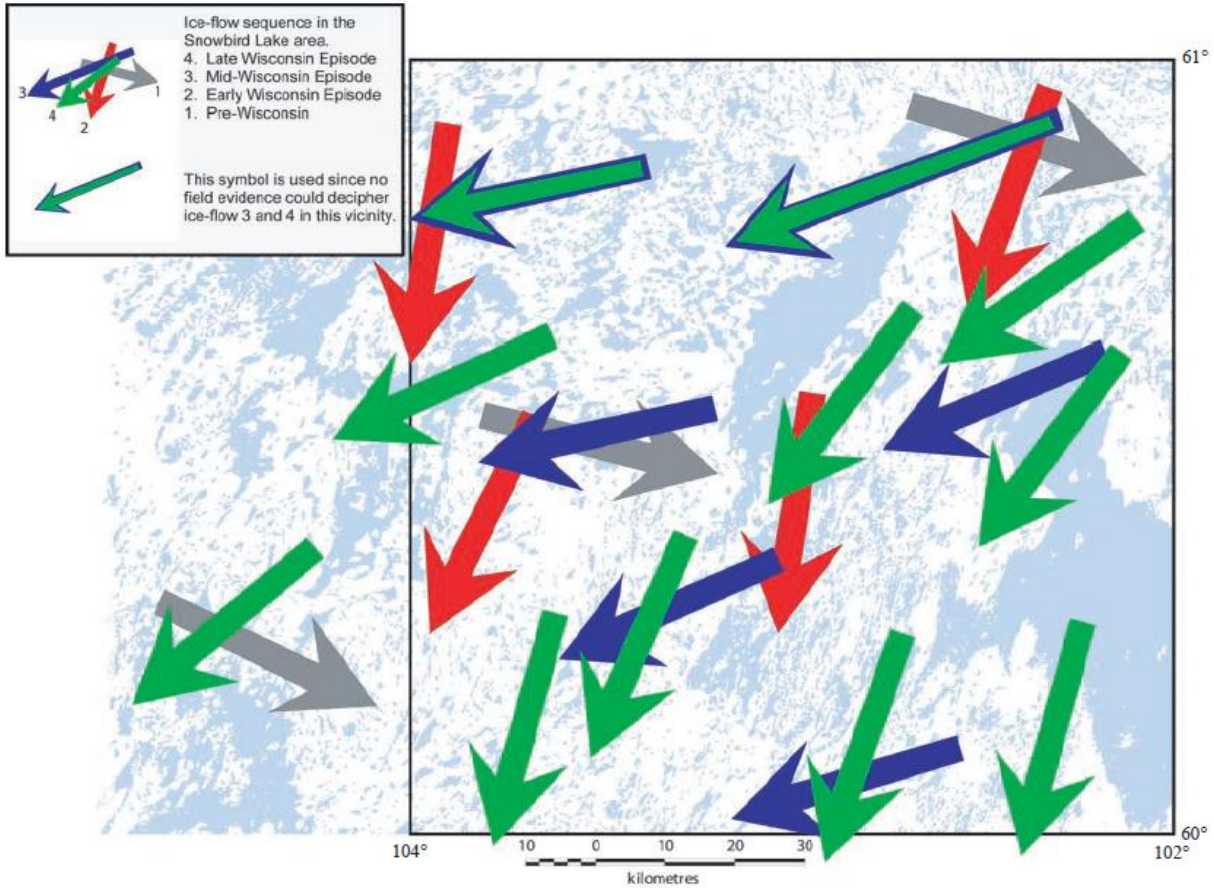 Ice-flow sequence in the
Snowbird Lake area.
4. Late Wisconsin Episode
3. Mid-Wisconsin Episode
2. Early Wisconsin Episode
1. Pre-Wisconsin
3
4
2
1
This symbol is used since no
field evidence could decipher
ice-flow 3 and 4 in this vicinity.
61°
60°
104°
102°
10 0 10 20 30
kilometres